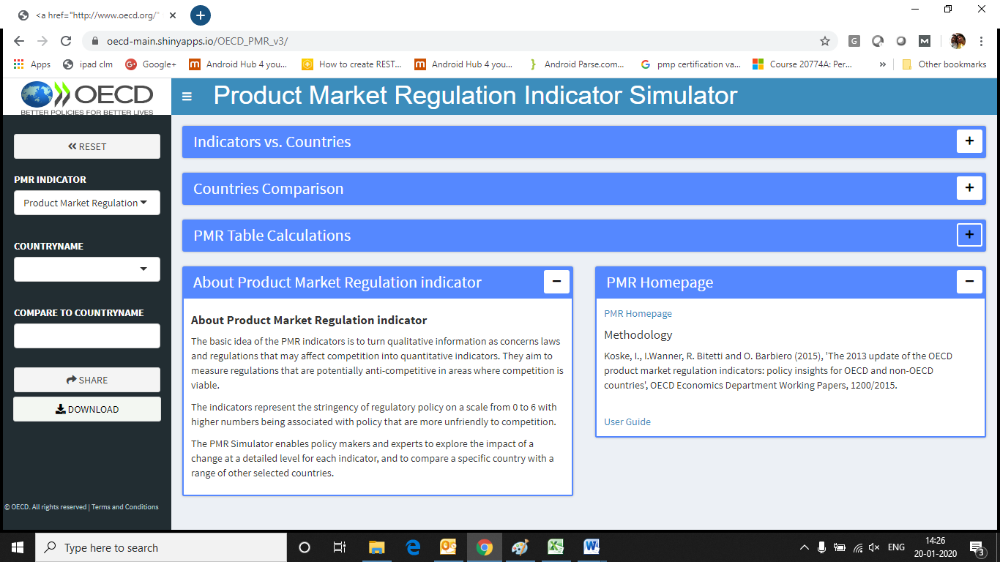 <a href="http://www.oecd.org/"
oecd-main.shinyapps.io/OECD_PMR_v3/
Apps
ipad clm
Google+
Android Hub 4 you...
How to create REST...
Android Hub 4 you...
Android Parse.com...
pmp certification va...
Course 20774A: Per...
»
Other bookmarks
OECD
BETTER POLICIES FOR BETTER LIVES
Product Market Regulation Indicator Simulator
RESET
PMR INDICATOR
Product Market Regulation
COUNTRYNAME
COMPARE TO COUNTRYNAME
SHARE
DOWNLOAD
© OECD. All rights reserved | Terms and Conditions
Indicators vs. Countries
Countries Comparison
PMR Table Calculations
About Product Market Regulation indicator
About Product Market Regulation indicator
The basic idea of the PMR indicators is to turn qualitative information as concerns laws
and regulations that may affect competition into quantitative indicators. They aim to
measure regulations that are potentially anti-competitive in areas where competition is
viable.
The indicators represent the stringency of regulatory policy on a scale from 0 to 6 with
higher numbers being associated with policy that are more unfriendly to competition.
The PMR Simulator enables policy makers and experts to explore the impact of a
change at a detailed level for each indicator, and to compare a specific country with a
range of other selected countries.
PMR Homepage
PMR Homepage
Methodology
Koske, I., I.Wanner, R. Bitetti and O. Barbiero (2015), 'The 2013 update of the OECD
product market regulation indicators: policy insights for OECD and non-OECD
countries', OECD Economics Department Working Papers, 1200/2015.
User Guide
Type here to search
ENG
14:26
20-01-2020
3